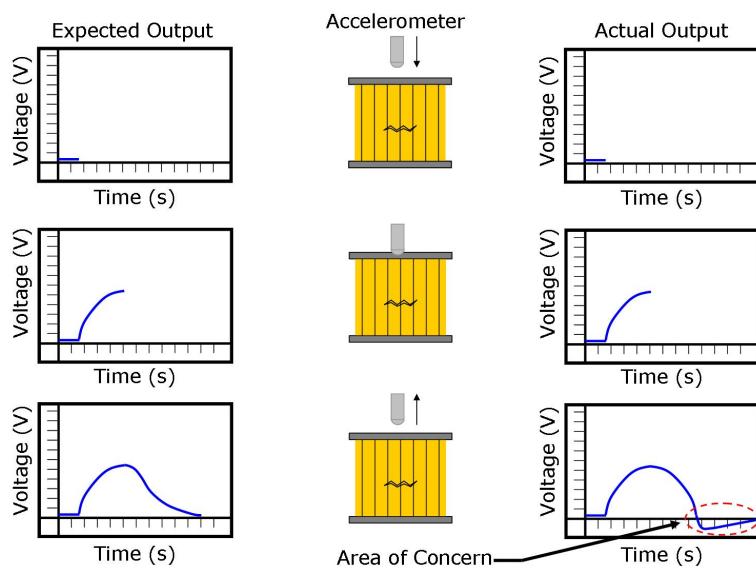 Expected Output
Accelerometer
Actual Output
Voltage (V)
Time (s)
Voltage (V)
Time (s)
Voltage (V)
Time (s)
Voltage (V)
Time (s)
Voltage (V)
Time (s)
Voltage (V)
Time (s)
Area of Concern